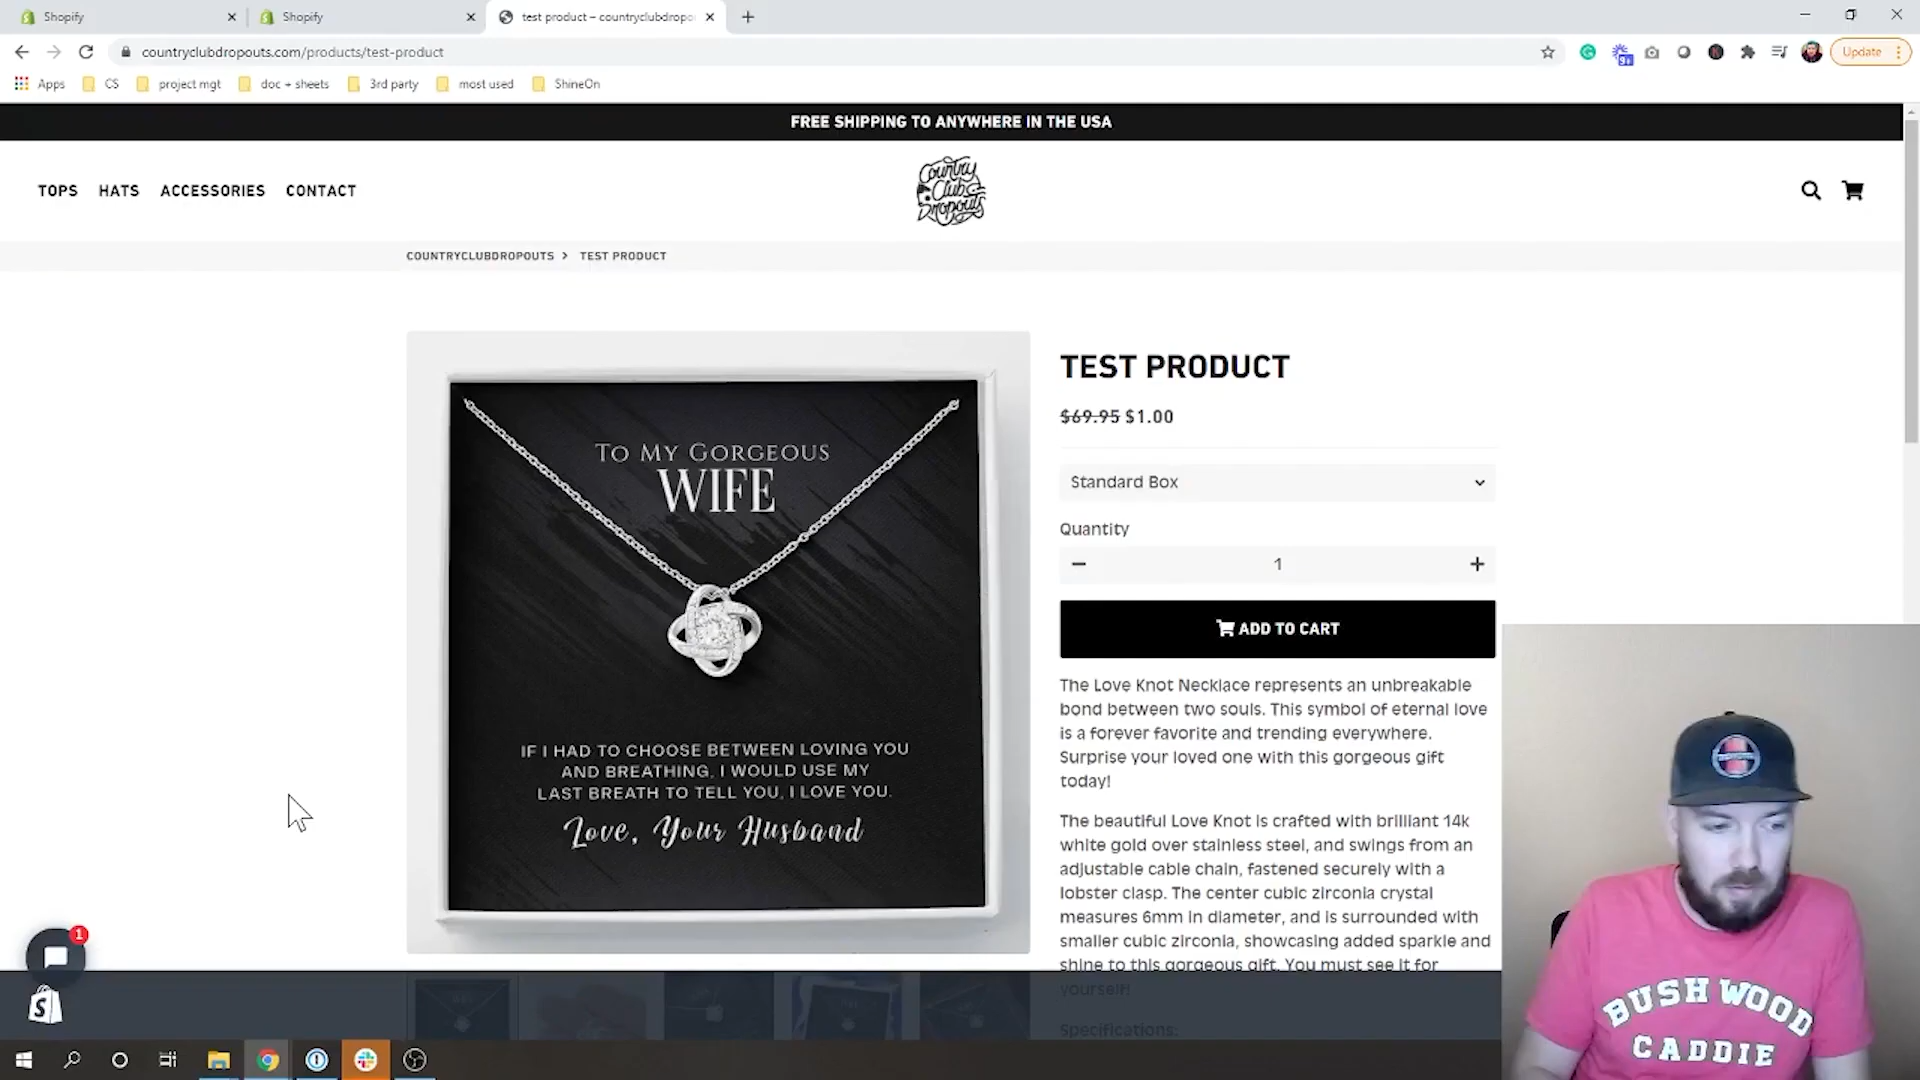 Shopify
Shopify
test product – countryclubdropo
countryclubdropouts.com/products/test-product
Update
Apps
CS
project mgt
doc + sheets
3rd party
most used
ShineOn
FREE SHIPPING TO ANYWHERE IN THE USA
TOPS HATS ACCESSORIES CONTACT
Country
Club
Dropouts
COUNTRYCLUBDROPOUTS > TEST PRODUCT
TO MY GORGEOUS
WIFE
IF I HAD TO CHOOSE BETWEEN LOVING YOU
AND BREATHING, I WOULD USE MY
LAST BREATH TO TELL YOU, I LOVE YOU.
Love, Your Husband
TEST PRODUCT
$69.95 $1.00
Standard Box
Quantity
1
ADD TO CART
The Love Knot Necklace represents an unbreakable
bond between two souls. This symbol of eternal love
is a forever favorite and trending everywhere.
Surprise your loved one with this gorgeous gift
today!
The beautiful Love Knot is crafted with brilliant 14k
white gold over stainless steel, and swings from an
adjustable cable chain, fastened securely with a
lobster clasp. The center cubic zirconia crystal
measures 6mm in diameter, and is surrounded with
smaller cubic zirconia, showcasing added sparkle and
shine to this gorgeous gift. You must see it for
yourself!
Specifications:
1
9+
BUSHWOOD
CADDIE